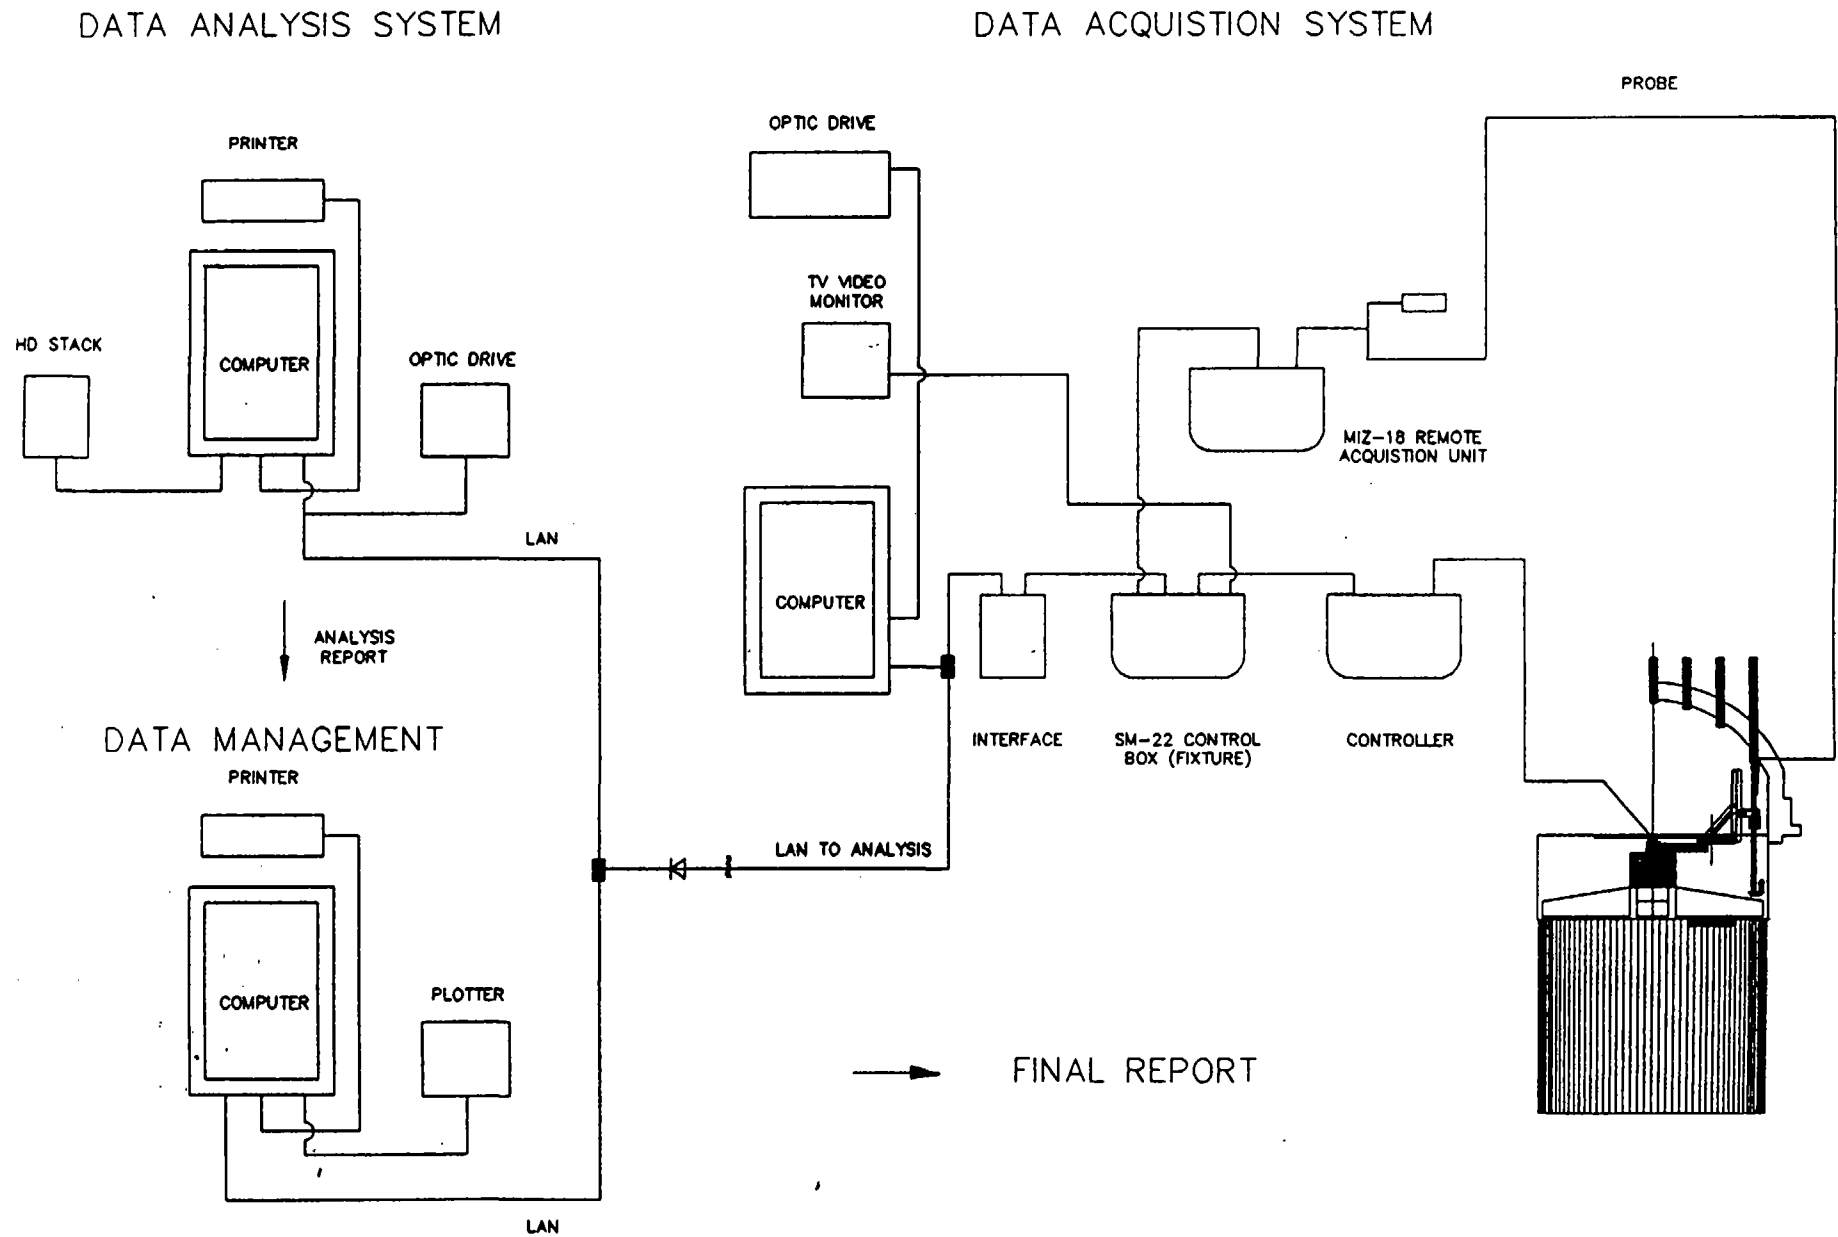 DATA ANALYSIS SYSTEM
PRINTER
COMPUTER
HD STACK
OPTIC DRIVE
LAN
ANALYSIS
REPORT
DATA MANAGEMENT
PRINTER
COMPUTER
PLOTTER
LAN
DATA ACQUISTION SYSTEM
PROBE
OPTIC DRIVE
TV VIDEO
MONITOR
MIZ-18 REMOTE
ACQUISTION UNIT
COMPUTER
INTERFACE
SM-22 CONTROL
BOX (FIXTURE)
CONTROLLER
LAN TO ANALYSIS
FINAL REPORT